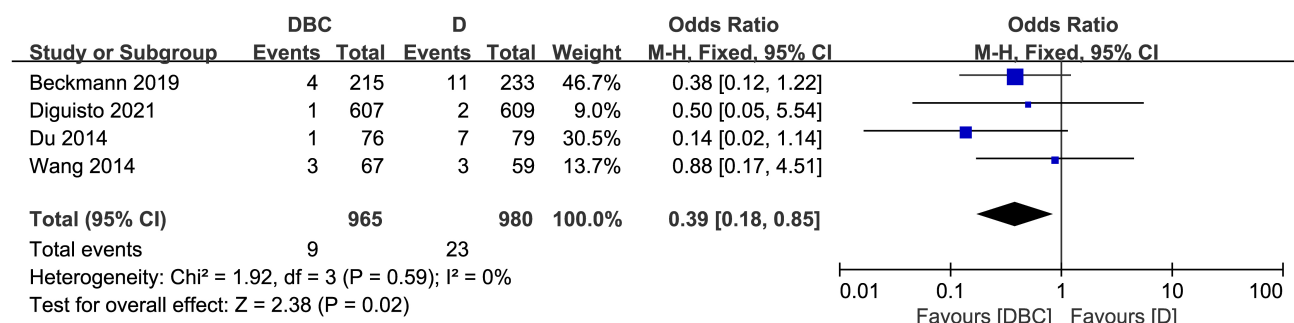 DBC D Odds Ratio Odds Ratio
Study or Subgroup Events Total Events Total Weight M-H, Fixed, 95% CI M-H, Fixed, 95% CI
Beckmann 2019 4 215 11 233 46.7% 0.38 [0.12, 1.22]
Diguisto 2021 1 607 2 609 9.0% 0.50 [0.05, 5.54]
Du 2014 1 76 7 79 30.5% 0.14 [0.02, 1.14]
Wang 2014 3 67 3 59 13.7% 0.88 [0.17, 4.51]
Total (95% CI) 965 980 100.0% 0.39 [0.18, 0.85]
Total events 9 23
Heterogeneity: Chi² = 1.92, df = 3 (P = 0.59); I² = 0%
Test for overall effect: Z = 2.38 (P = 0.02)
0.01 0.1 1 10 100
Favours [DBC] Favours [D]